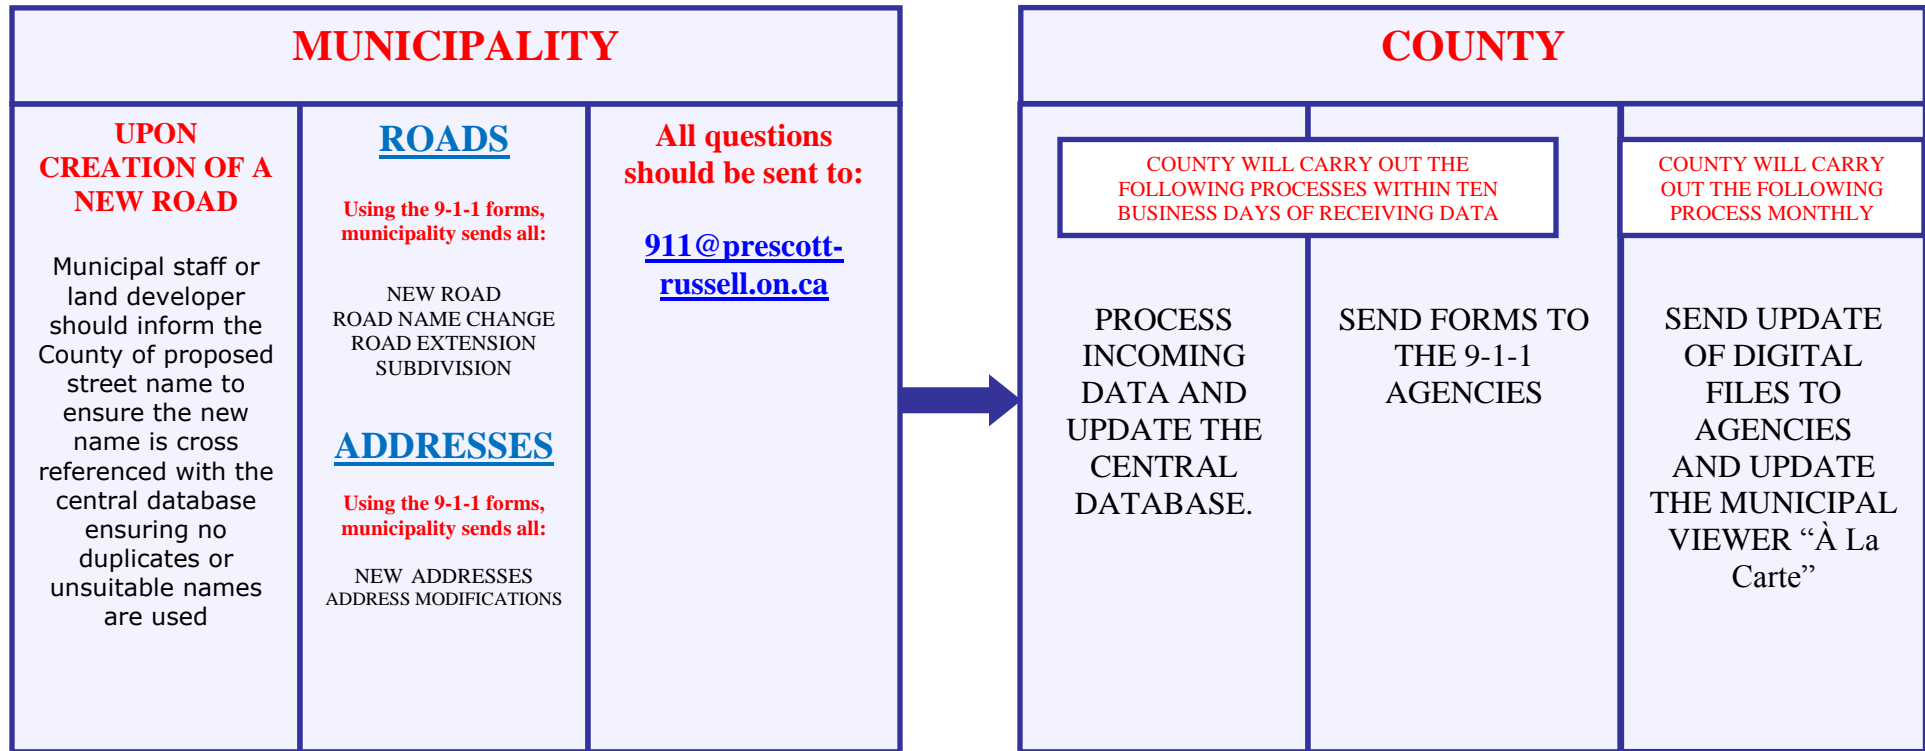 MUNICIPALITY
UPON
CREATION OF A
NEW ROAD
Municipal staff or
land developer
should inform the
County of proposed
street name to
ensure the new
name is cross
referenced with the
central database
ensuring no
duplicates or
unsuitable names
are used
ROADS
Using the 9-1-1 forms,
municipality sends all:
NEW ROAD
ROAD NAME CHANGE
ROAD EXTENSION
SUBDIVISION
ADDRESSES
Using the 9-1-1 forms,
municipality sends all:
NEW ADDRESSES
ADDRESS MODIFICATIONS
All questions
should be sent to:
911@prescott-
russell.on.ca
COUNTY
COUNTY WILL CARRY OUT THE
FOLLOWING PROCESSES WITHIN TEN
BUSINESS DAYS OF RECEIVING DATA
PROCESS
INCOMING
DATA AND
UPDATE THE
CENTRAL
DATABASE.
SEND FORMS TO
THE 9-1-1
AGENCIES
COUNTY WILL CARRY
OUT THE FOLLOWING
PROCESS MONTHLY
SEND UPDATE
OF DIGITAL
FILES TO
AGENCIES
AND UPDATE
THE MUNICIPAL
VIEWER “À La
Carte”